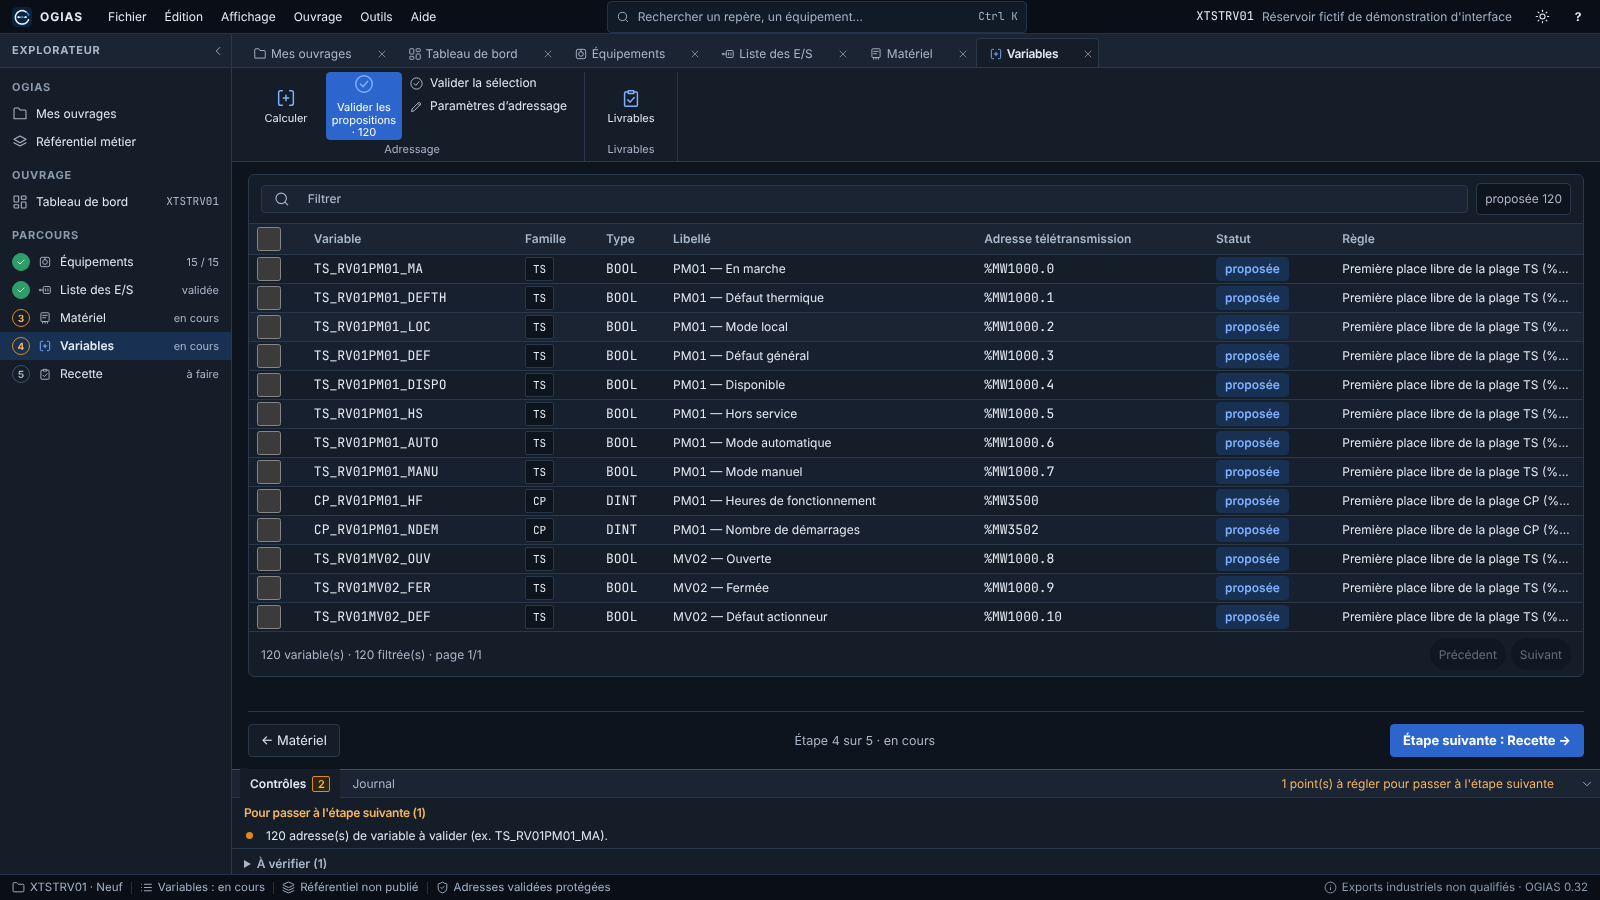 OGIAS Fichier Édition Affichage Ouvrage Outils Aide Rechercher un repère, un équipement... Ctrl K XTSTRV01 Réservoir fictif de démonstration d'interface ?
EXPLORATEUR
Mes ouvrages Tableau de bord Équipements Liste des E/S Matériel Variables
OGIAS
Mes ouvrages
Référentiel métier
OUVRAGE
Tableau de bord XTSTRV01
PARCOURS
Équipements 15 / 15
Liste des E/S validée
3 Matériel en cours
4 Variables en cours
5 Recette à faire
Calculer
Valider les
propositions
· 120
Valider la sélection
Paramètres d'adressage
Adressage
Livrables
Livrables
Filtrer proposée 120
Variable Famille Type Libellé Adresse télétransmission Statut Règle
TS_RV01PM01_MA TS BOOL PM01 — En marche %MW1000.0 proposée Première place libre de la plage TS (%...
TS_RV01PM01_DEFTH TS BOOL PM01 — Défaut thermique %MW1000.1 proposée Première place libre de la plage TS (%...
TS_RV01PM01_LOC TS BOOL PM01 — Mode local %MW1000.2 proposée Première place libre de la plage TS (%...
TS_RV01PM01_DEF TS BOOL PM01 — Défaut général %MW1000.3 proposée Première place libre de la plage TS (%...
TS_RV01PM01_DISPO TS BOOL PM01 — Disponible %MW1000.4 proposée Première place libre de la plage TS (%...
TS_RV01PM01_HS TS BOOL PM01 — Hors service %MW1000.5 proposée Première place libre de la plage TS (%...
TS_RV01PM01_AUTO TS BOOL PM01 — Mode automatique %MW1000.6 proposée Première place libre de la plage TS (%...
TS_RV01PM01_MANU TS BOOL PM01 — Mode manuel %MW1000.7 proposée Première place libre de la plage TS (%...
CP_RV01PM01_HF CP DINT PM01 — Heures de fonctionnement %MW3500 proposée Première place libre de la plage CP (%...
CP_RV01PM01_NDEM CP DINT PM01 — Nombre de démarrages %MW3502 proposée Première place libre de la plage CP (%...
TS_RV01MV02_OUV TS BOOL MV02 — Ouverte %MW1000.8 proposée Première place libre de la plage TS (%...
TS_RV01MV02_FER TS BOOL MV02 — Fermée %MW1000.9 proposée Première place libre de la plage TS (%...
TS_RV01MV02_DEF TS BOOL MV02 — Défaut actionneur %MW1000.10 proposée Première place libre de la plage TS (%...
120 variable(s) · 120 filtrée(s) · page 1/1 Précédent Suivant
← Matériel Étape 4 sur 5 · en cours Étape suivante : Recette →
Contrôles 2 Journal 1 point(s) à régler pour passer à l'étape suivante
Pour passer à l'étape suivante (1)
120 adresse(s) de variable à valider (ex. TS_RV01PM01_MA).
À vérifier (1)
XTSTRV01 · Neuf Variables : en cours Référentiel non publié Adresses validées protégées Exports industriels non qualifiés · OGIAS 0.32